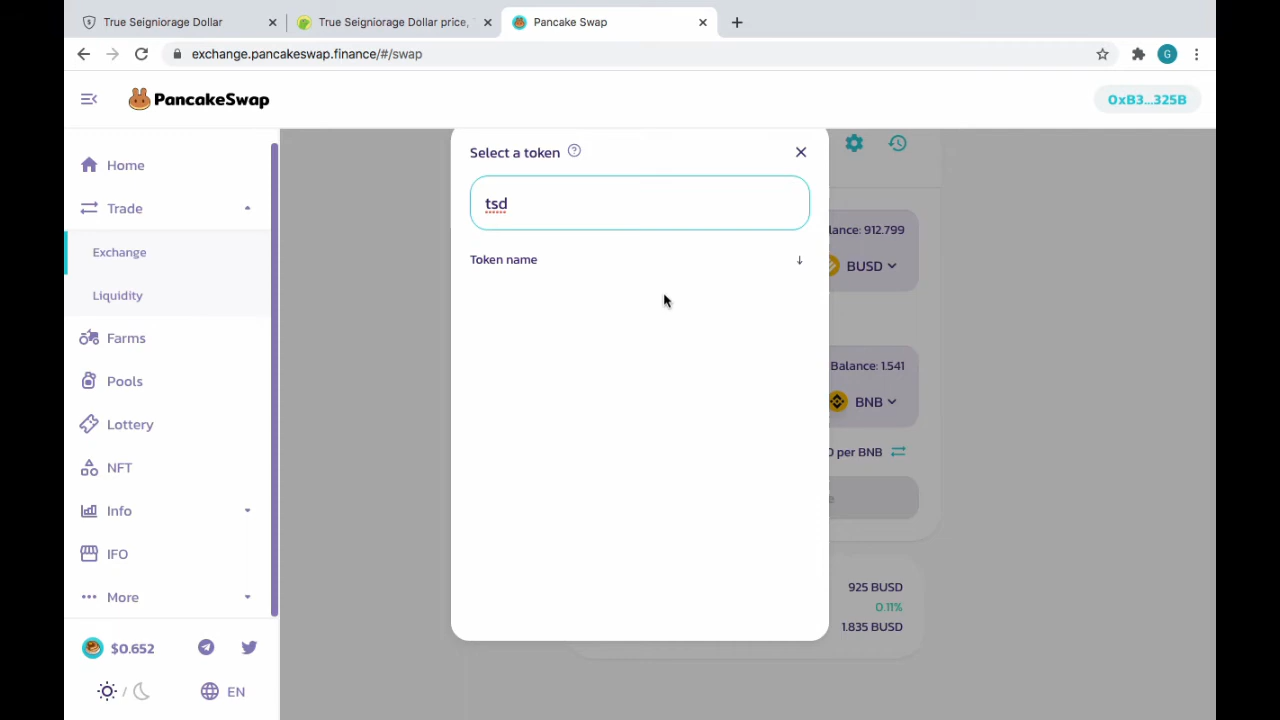 True Seigniorage Dollar
True Seigniorage Dollar price,
Pancake Swap
exchange.pancakeswap.finance/#/swap
G
PancakeSwap
0xB3...325B
Home
Trade
Exchange
Liquidity
Farms
Pools
Lottery
NFT
Info
IFO
More
$0.652
/
EN
Select a token
?
tsd
Token name
↓
lance: 912.799
BUSD
Balance: 1.541
BNB
per BNB
925 BUSD
0.11%
1.835 BUSD